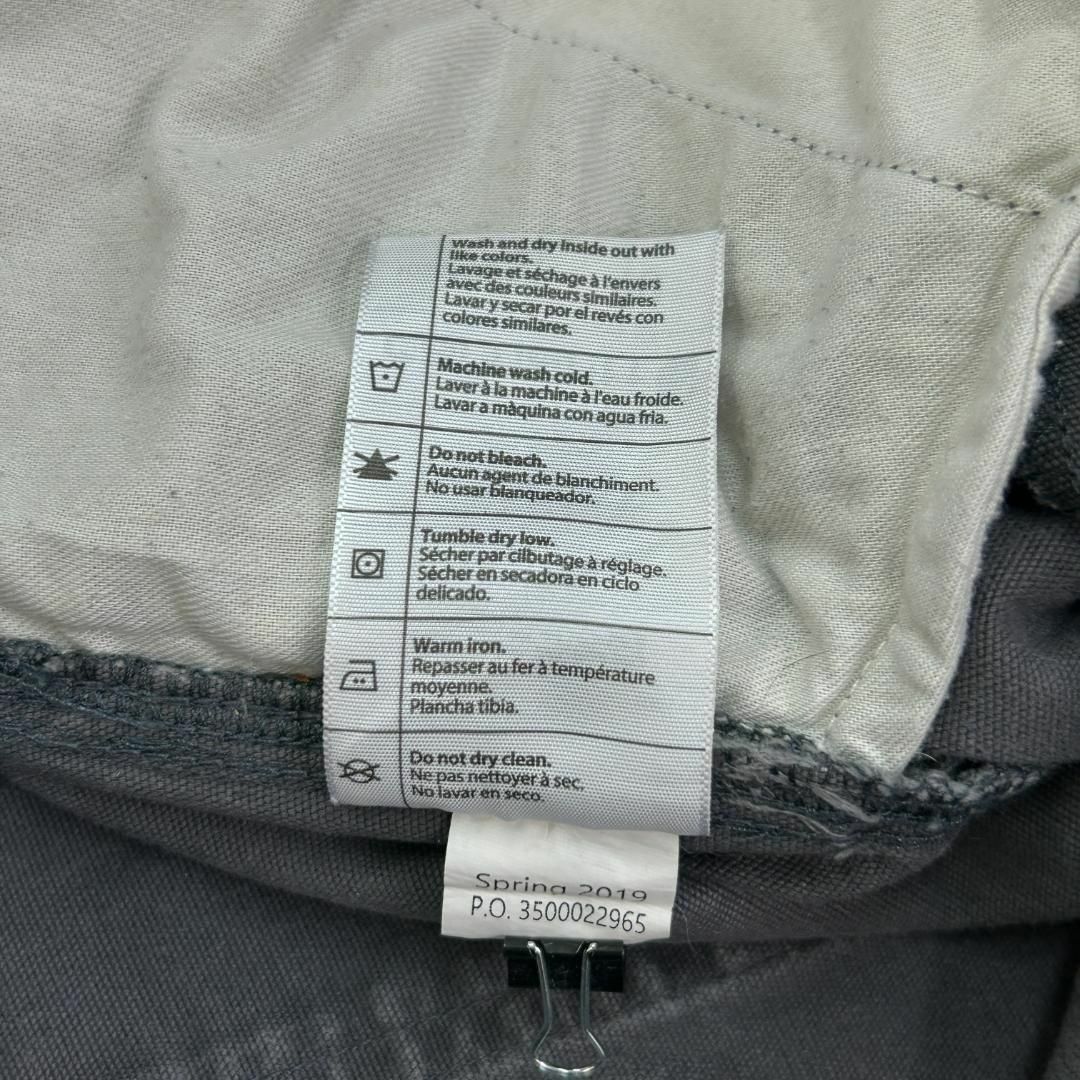 Wash and dry inside out with
like colors.
Lavage et séchage à l'envers
avec des couleurs similaires.
Lavar y secar por el revés con
colores similares.
Machine wash cold.
Laver à la machine à l'eau froide.
Lavar a màquina con agua fria.
Do not bleach.
Aucun agent de blanchiment.
No usar blanqueador.
Tumble dry low.
Sécher par cilbutage à réglage.
Sécher en secadora en ciclo
delicado.
Warm iron.
Repasser au fer à température
moyenne.
Plancha tibia.
Do not dry clean.
Ne pas nettoyer à sec.
No lavar en seco.
Spring 2019
P.O. 3500022965